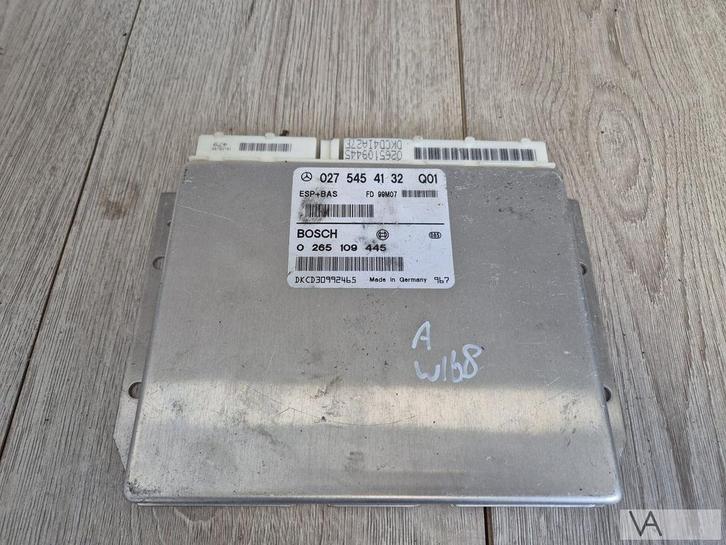 0265109445
DKCD41A27E
027 545 41 32 Q01
ESP+BAS FD 99M07
BOSCH
0 265 109 445
DKCD30992465 Made in Germany 967
A
W168
VA